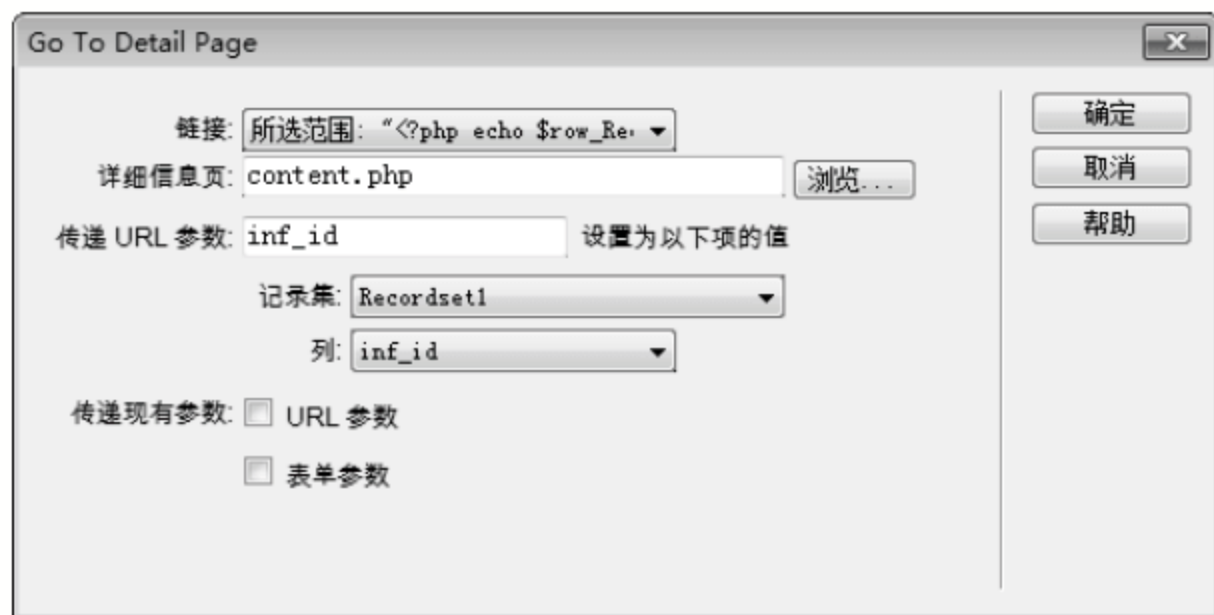 Go To Detail Page
链接: 所选范围: “<?php echo $row_Re
确定
详细信息页: content.php 浏览...
取消
传递 URL 参数: inf_id 设置为以下项的值
帮助
记录集: Recordset1
列: inf_id
传递现有参数: URL 参数
表单参数